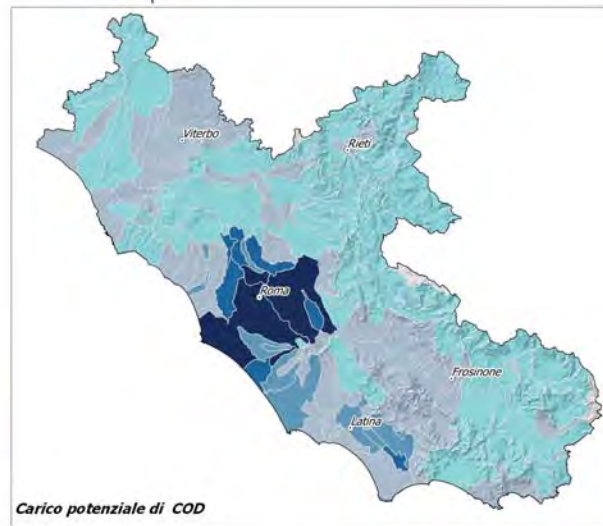 Viterbo
Rieti
Roma
Frosinone
Latina
Carico potenziale di COD